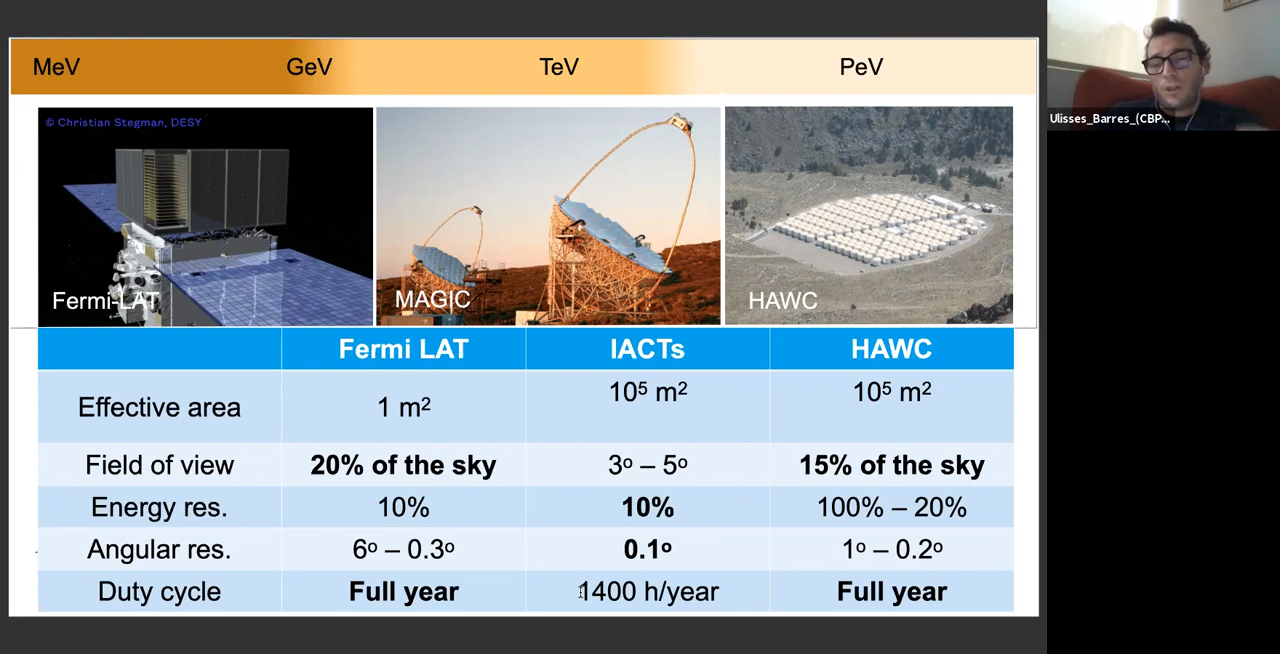 MeV GeV TeV PeV
© Christian Stegman, DESY
Ulisses_Barres_(CBP...
Fermi-LAT MAGIC HAWC
Fermi LAT IACTs HAWC
Effective area 1 m² 10⁵ m² 10⁵ m²
Field of view 20% of the sky 3º – 5º 15% of the sky
Energy res. 10% 10% 100% – 20%
Angular res. 6º – 0.3º 0.1º 1º – 0.2º
Duty cycle Full year 1400 h/year Full year